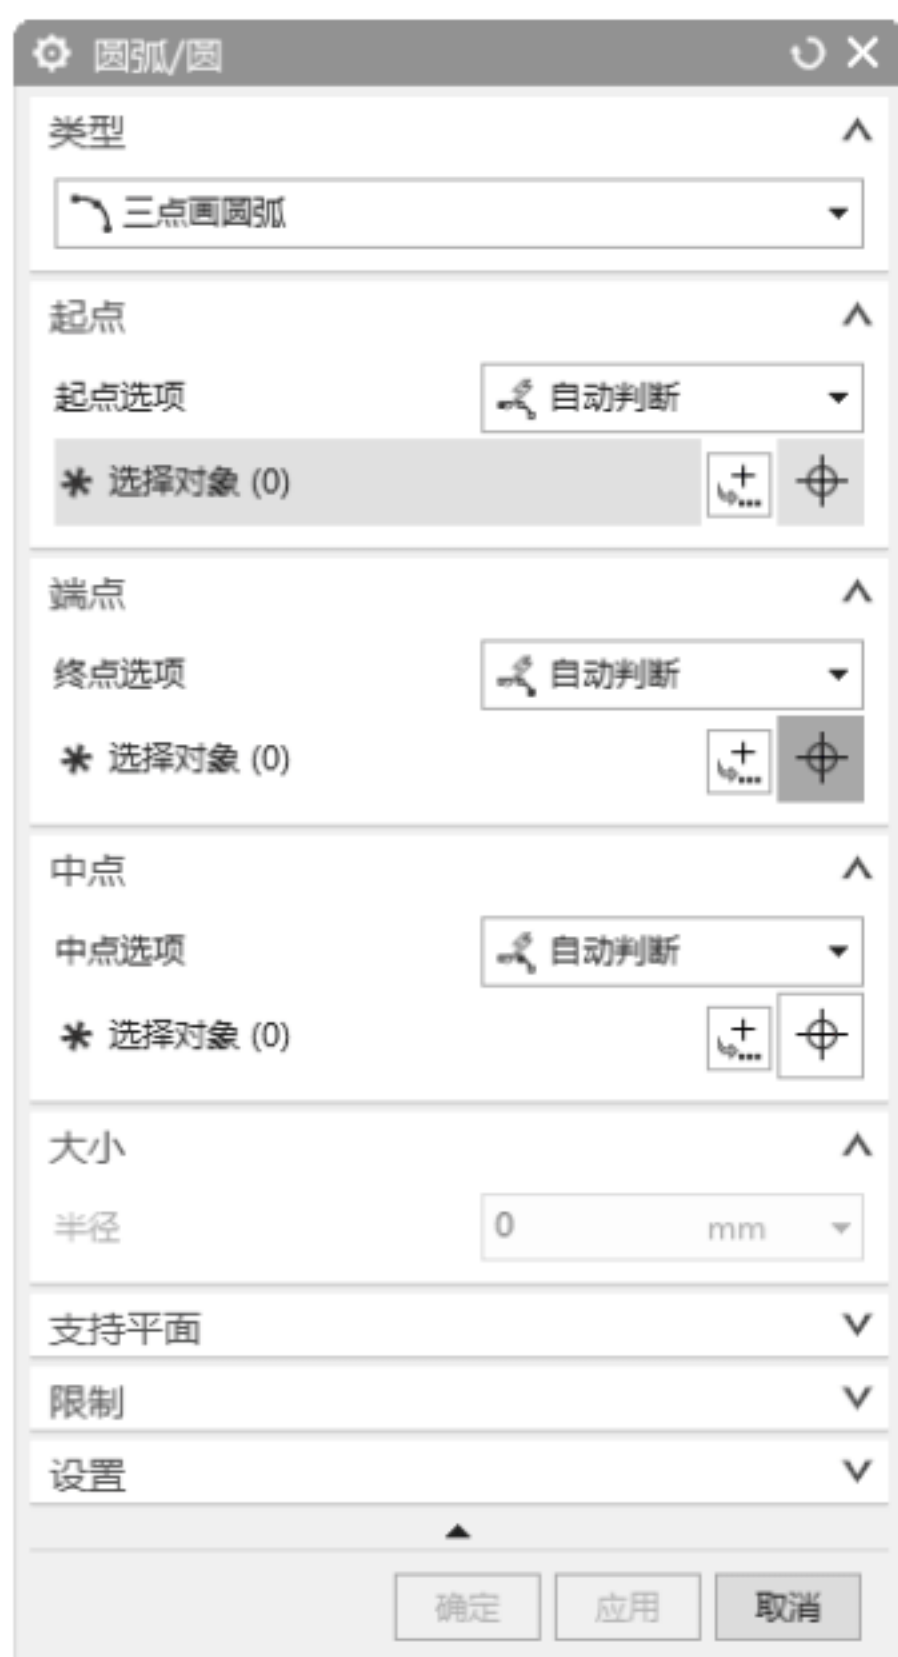 圆弧/圆
类型
三点画圆弧
起点
起点选项 自动判断
* 选择对象 (0)
端点
终点选项 自动判断
* 选择对象 (0)
中点
中点选项 自动判断
* 选择对象 (0)
大小
半径 0 mm
支持平面
限制
设置
确定 应用 取消